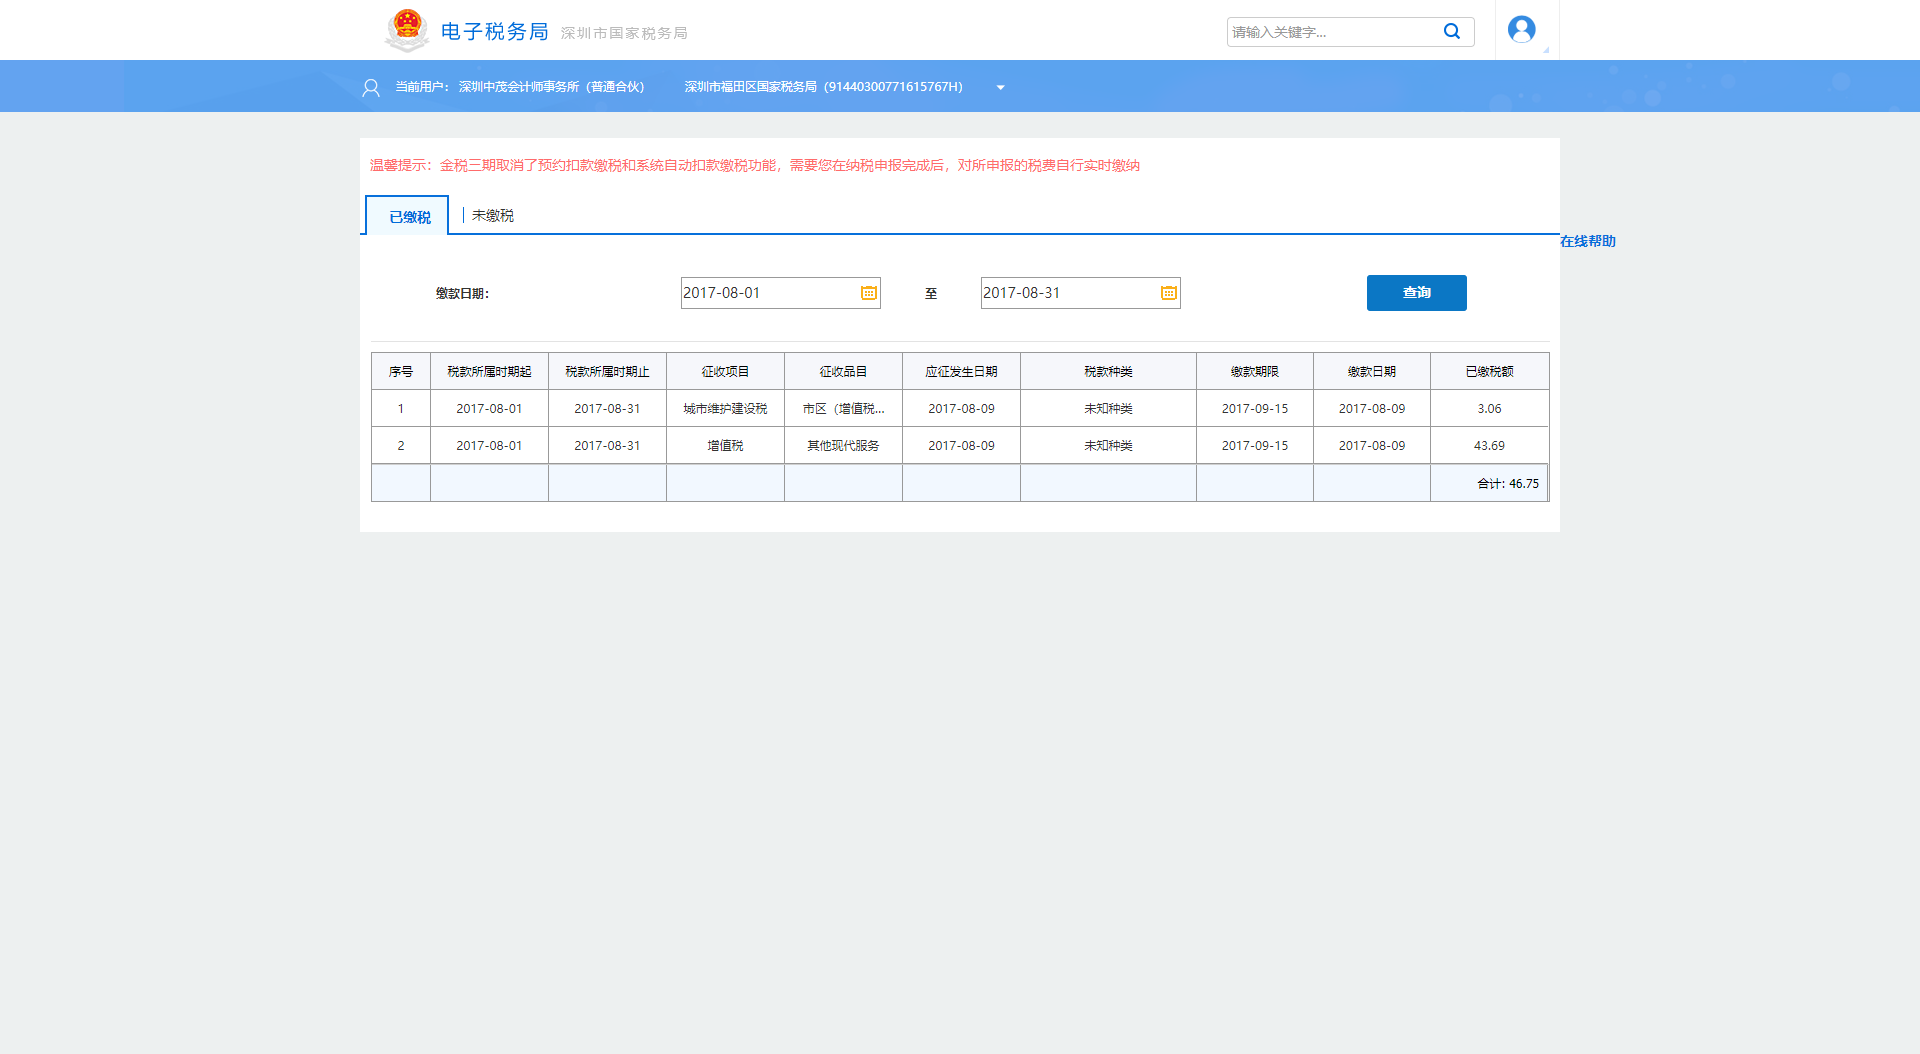 电子税务局 深圳市国家税务局 请输入关键字...
当前用户： 深圳中茂会计师事务所（普通合伙） 深圳市福田区国家税务局（91440300771615767H）
温馨提示：金税三期取消了预约扣款缴税和系统自动扣款缴税功能，需要您在纳税申报完成后，对所申报的税费自行实时缴纳
已缴税 未缴税
在线帮助
缴款日期： 2017-08-01 至 2017-08-31 查询
序号 税款所属时期起 税款所属时期止 征收项目 征收品目 应征发生日期 税款种类 缴款期限 缴款日期 已缴税额
1 2017-08-01 2017-08-31 城市维护建设税 市区（增值税... 2017-08-09 未知种类 2017-09-15 2017-08-09 3.06
2 2017-08-01 2017-08-31 增值税 其他现代服务 2017-08-09 未知种类 2017-09-15 2017-08-09 43.69
合计: 46.75